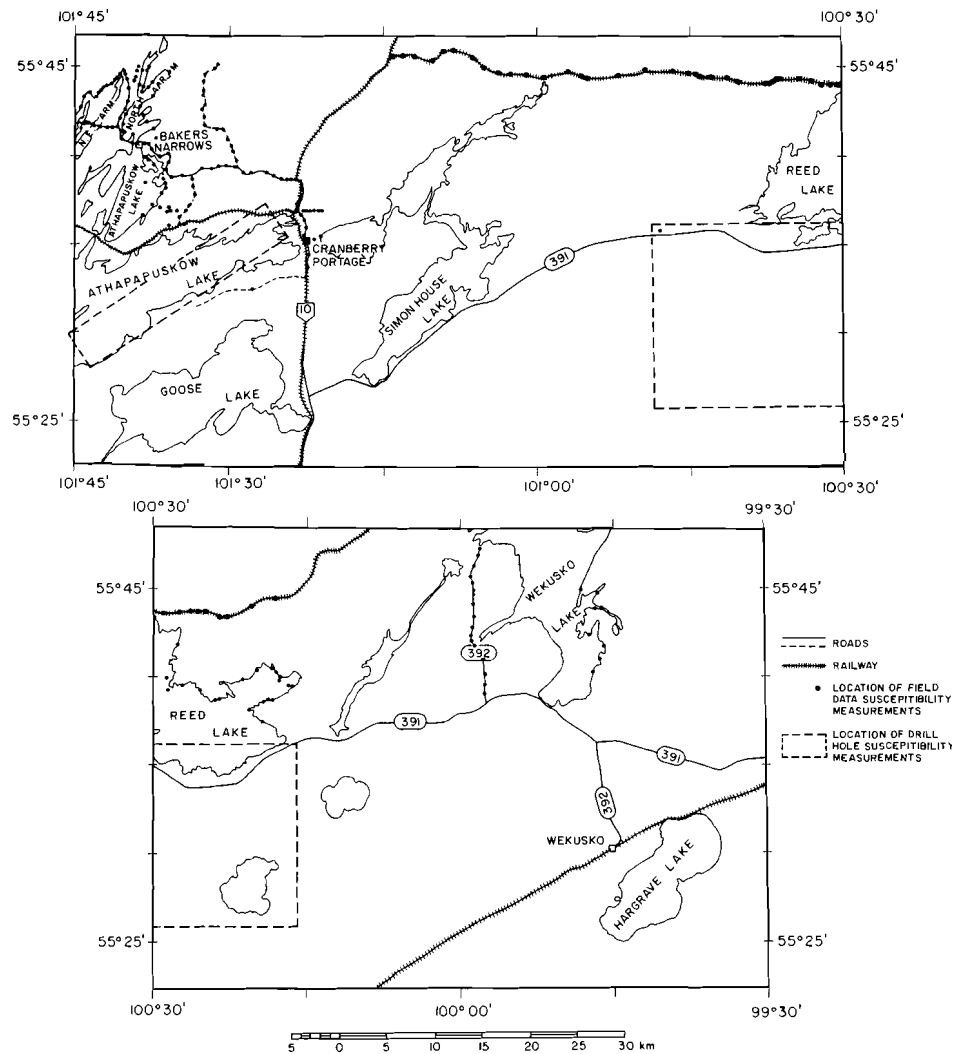 101°45'
100°30'
55°45'
55°45'
N.E. ARM
NORTH ARM
BAKERS
NARROWS
ATHAPAPUSKOW
LAKE
REED
LAKE
CRANBERRY
PORTAGE
ATHAPAPUSKOW
LAKE
391
10
SIMON HOUSE
LAKE
GOOSE
LAKE
55°25'
55°25'
101°45'
101°30'
101°00'
100°30'
100°30'
99°30'
55°45'
55°45'
WEKUSKO
LAKE
392
REED
LAKE
391
391
392
WEKUSKO
HARGRAVE LAKE
55°25'
55°25'
100°30'
100°00'
99°30'
ROADS
RAILWAY
LOCATION OF FIELD
DATA SUSCEPTIBILITY
MEASUREMENTS
LOCATION OF DRILL
HOLE SUSCEPTIBILITY
MEASUREMENTS
5 0 5 10 15 20 25 30 km